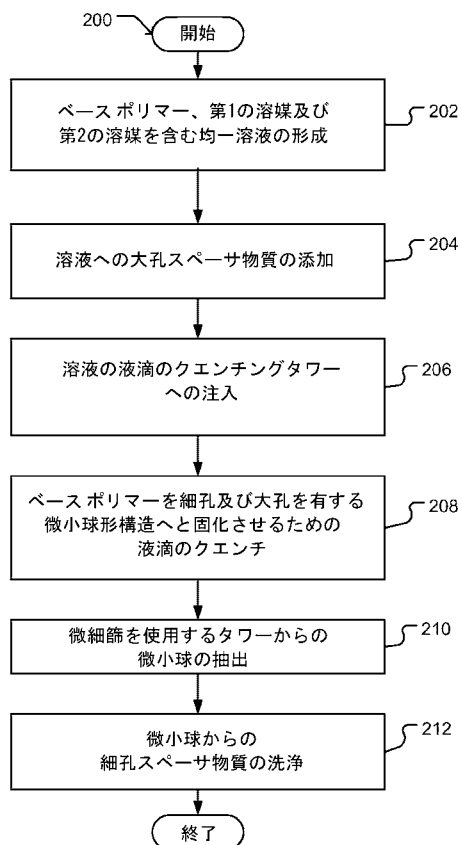 200
開始
ベースポリマー、第1の溶媒及び
第2の溶媒を含む均一溶液の形成
202
溶液への大孔スペーサ物質の添加
204
溶液の液滴のクエンチングタワー
への注入
206
ベースポリマーを細孔及び大孔を有する
微小球形構造へと固化させるための
液滴のクエンチ
208
微細篩を使用するタワーからの
微小球の抽出
210
微小球からの
細孔スペーサ物質の洗浄
212
終了